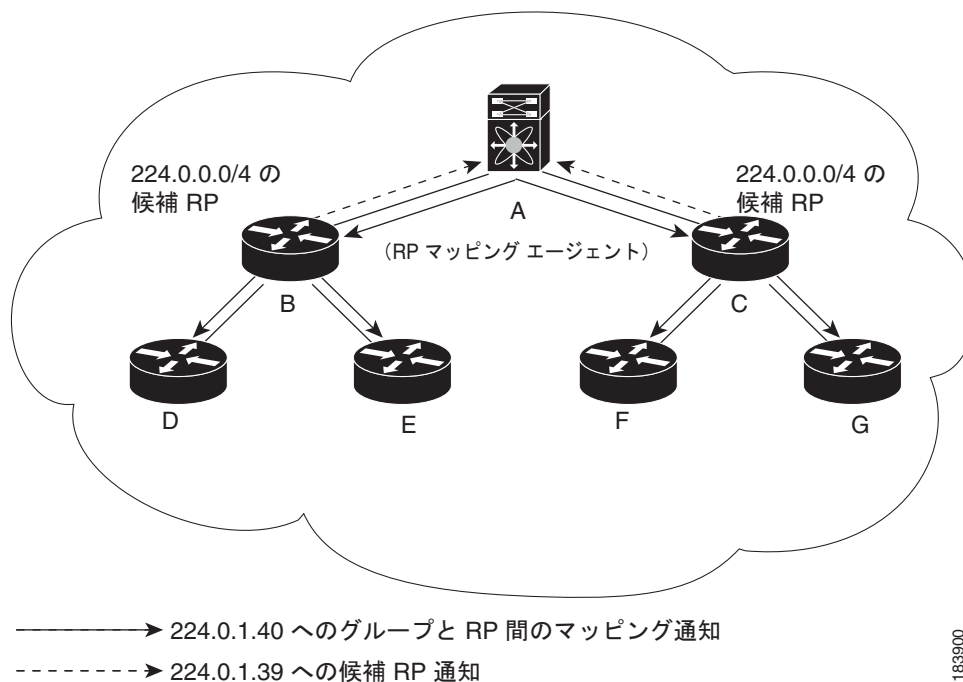 224.0.0.0/4 の
候補 RP
224.0.0.0/4 の
候補 RP
A
(RP マッピング エージェント)
B
C
D
E
F
G
224.0.1.40 へのグループと RP 間のマッピング通知
224.0.1.39 への候補 RP 通知
183900